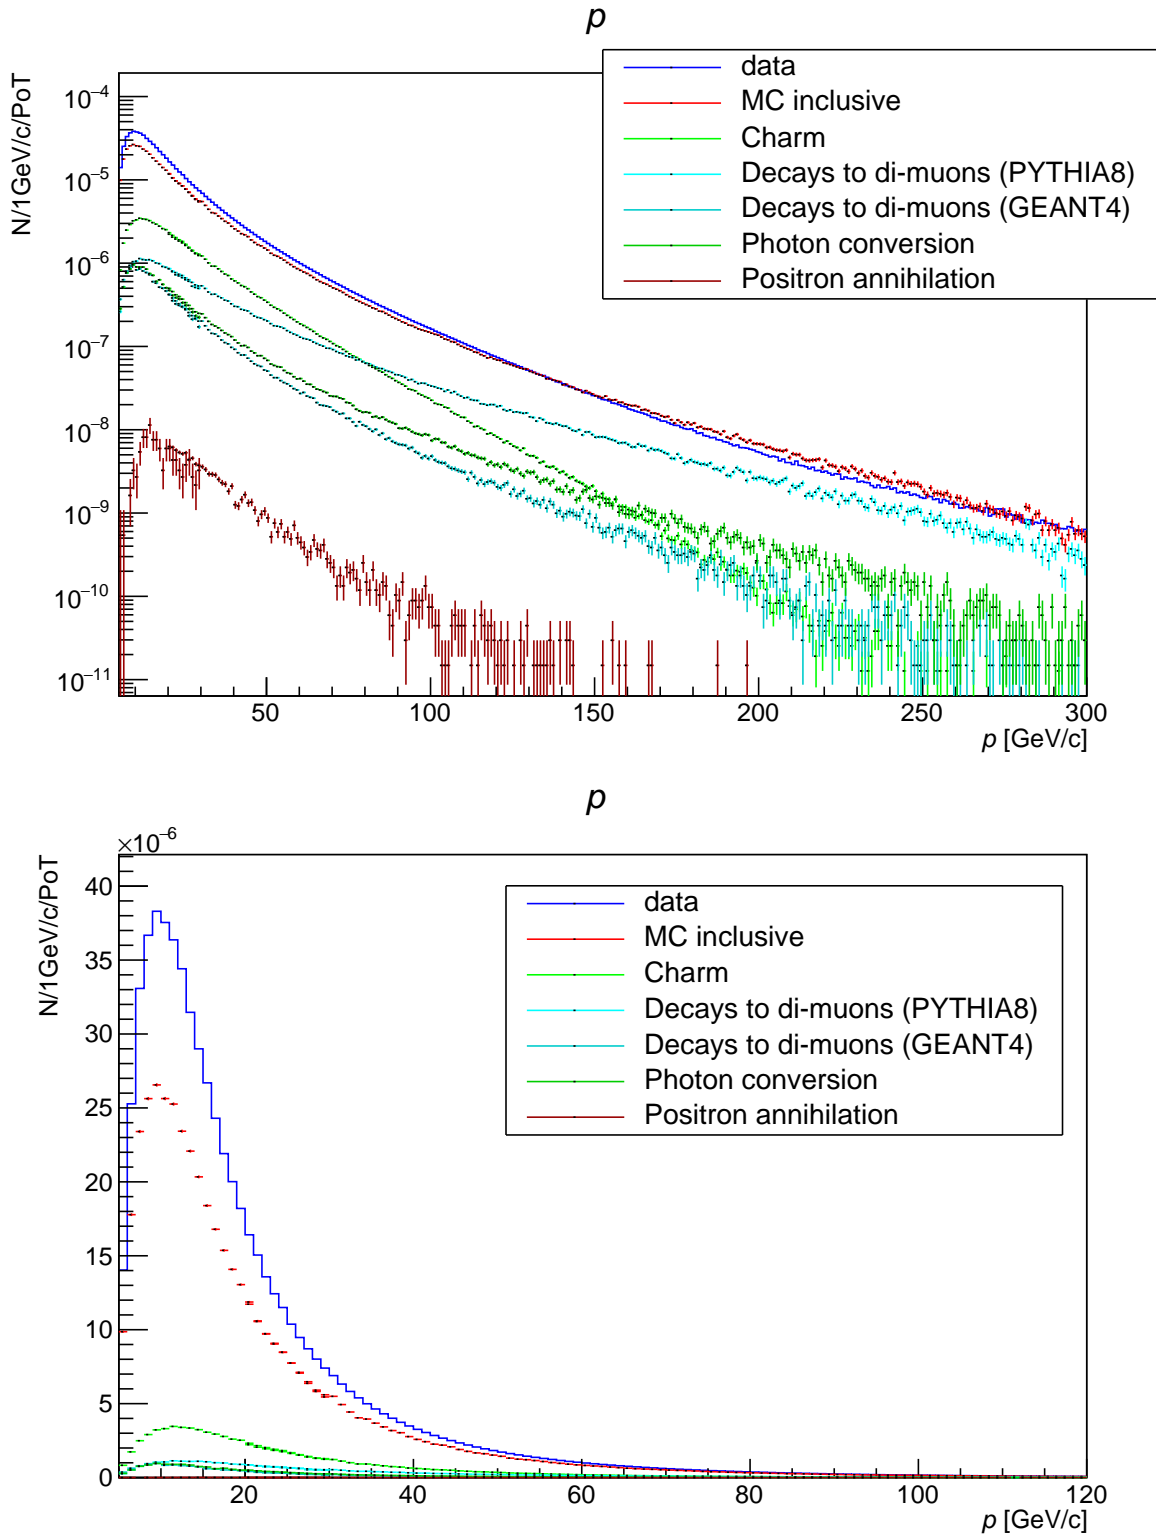 p
data
MC inclusive
Charm
Decays to di-muons (PYTHIA8)
Decays to di-muons (GEANT4)
Photon conversion
Positron annihilation
N/1GeV/c/PoT
10⁻⁴
10⁻⁵
10⁻⁶
10⁻⁷
10⁻⁸
10⁻⁹
10⁻¹⁰
10⁻¹¹
50 100 150 200 250 300
p [GeV/c]
p
×10⁻⁶
N/1GeV/c/PoT
data
MC inclusive
Charm
Decays to di-muons (PYTHIA8)
Decays to di-muons (GEANT4)
Photon conversion
Positron annihilation
40
35
30
25
20
15
10
5
0
20 40 60 80 100 120
p [GeV/c]